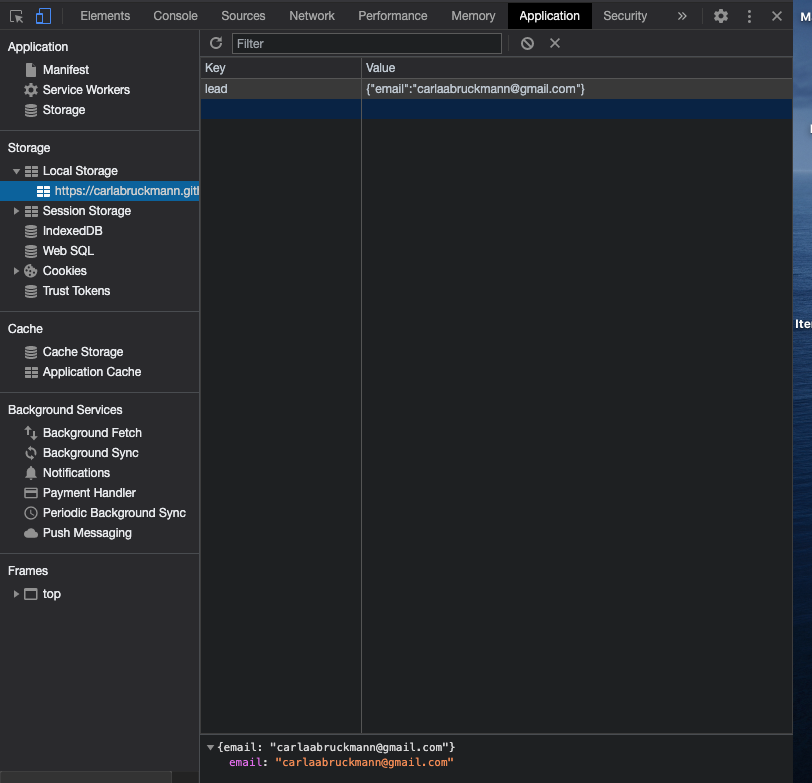 Elements Console Sources Network Performance Memory Application Security »
Application
Manifest
Service Workers
Storage
Storage
Local Storage
https://carlabruckmann.gitl
Session Storage
IndexedDB
Web SQL
Cookies
Trust Tokens
Cache
Cache Storage
Application Cache
Background Services
Background Fetch
Background Sync
Notifications
Payment Handler
Periodic Background Sync
Push Messaging
Frames
top
Filter
Key Value
lead {"email":"carlaabruckmann@gmail.com"}
{email: "carlaabruckmann@gmail.com"}
email: "carlaabruckmann@gmail.com"
M
Ite